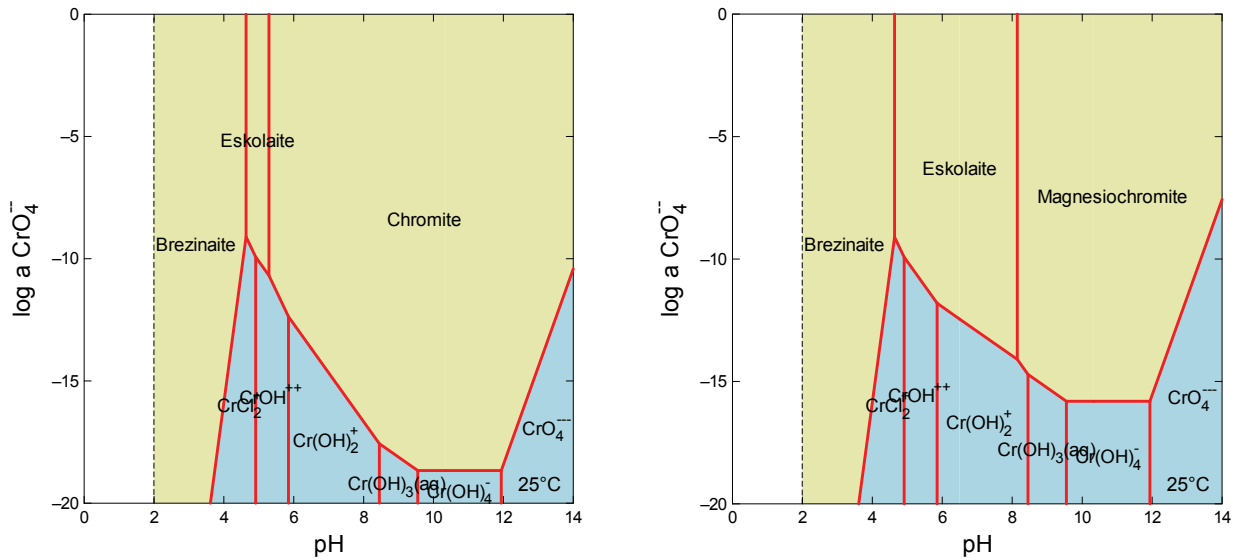 0
−5
−10
−15
−20
log a CrO₄⁻⁻
Eskolaite
Chromite
Brezinaite
CrOH⁺⁺
CrCl₂⁺
Cr(OH)₂⁺
CrO₄⁻⁻⁻
Cr(OH)₃(aq)
Cr(OH)₄⁻
25°C
0 2 4 6 8 10 12 14
pH
0
−5
−10
−15
−20
log a CrO₄⁻⁻
Eskolaite
Magnesiochromite
Brezinaite
CrOH⁺⁺
CrCl₂⁺
Cr(OH)₂⁺
CrO₄⁻⁻⁻
Cr(OH)₃(aq)
Cr(OH)₄⁻
25°C
0 2 4 6 8 10 12 14
pH